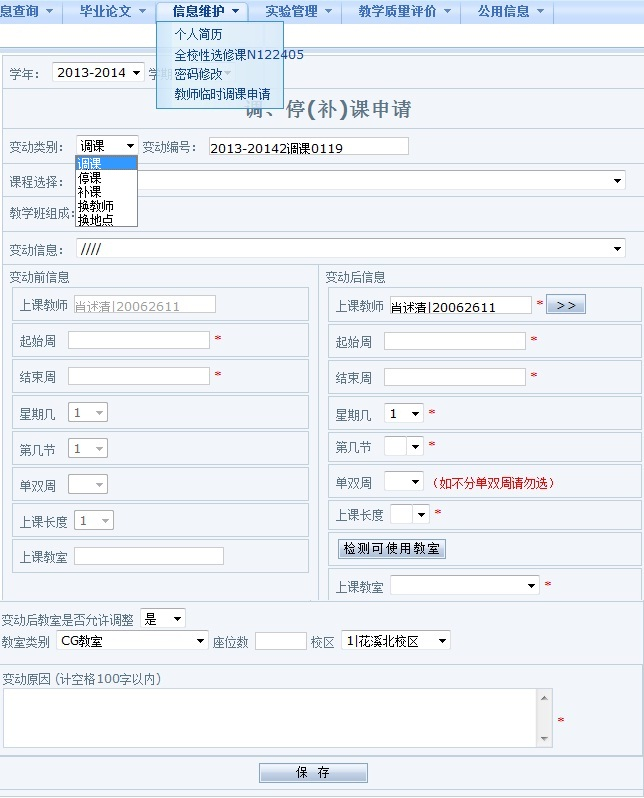 息查询 毕业论文 信息维护 实验管理 教学质量评价 公用信息
个人简历
全校性选修课N122405
密码修改
教师临时调课申请
学年： 2013-2014 学
调、停(补)课申请
变动类别： 调课 变动编号： 2013-20142调课0119
调课
停课
补课
换教师
换地点
课程选择：
教学班组成：
变动信息： ////
变动前信息
上课教师 肖述清|20062611
起始周 *
结束周 *
星期几 1
第几节 1
单双周
上课长度 1
上课教室
变动后信息
上课教师 肖述清|20062611 * >>
起始周 *
结束周 *
星期几 1 *
第几节 *
单双周 （如不分单双周请勿选）
上课长度 *
检测可使用教室
上课教室 *
变动后教室是否允许调整 是
教室类别 CG教室 座位数 校区 1|花溪北校区
变动原因(计空格100字以内)
*
保 存